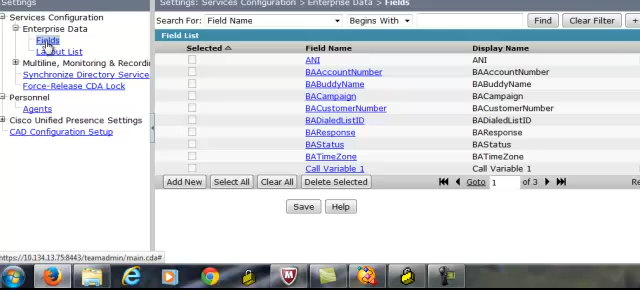 Settings
Settings: Services Configuration > Enterprise Data > Fields
Services Configuration
Enterprise Data
Fields
Layout List
Multiline, Monitoring & Recordi
Synchronize Directory Service
Force-Release CDA Lock
Personnel
Agents
Cisco Unified Presence Settings
CAD Configuration Setup
Search For: Field Name Begins With Find Clear Filter +
Field List
Selected Field Name Display Name
ANI ANI
BAAccountNumber BAAccountNumber
BABuddyName BABuddyName
BACampaign BACampaign
BACustomerNumber BACustomerNumber
BADialedListID BADialedListID
BAResponse BAResponse
BAStatus BAStatus
BATimeZone BATimeZone
Call Variable 1 Call Variable 1
Add New Select All Clear All Delete Selected Goto 1 of 3 Re
Save Help
https://10.134.13.75:8443/teamadmin/main.cda#